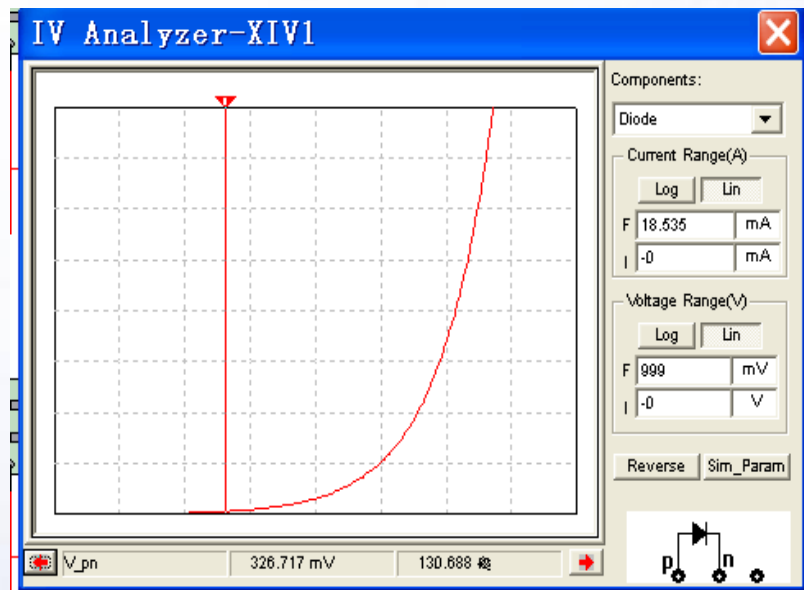 IV Analyzer-XIV1
Components:
Diode
Current Range(A)
Log Lin
F 18.535 mA
I -0 mA
Voltage Range(V)
Log Lin
F 999 mV
I -0 V
Reverse Sim_Param
p n
V_pn 326.717 mV 130.688